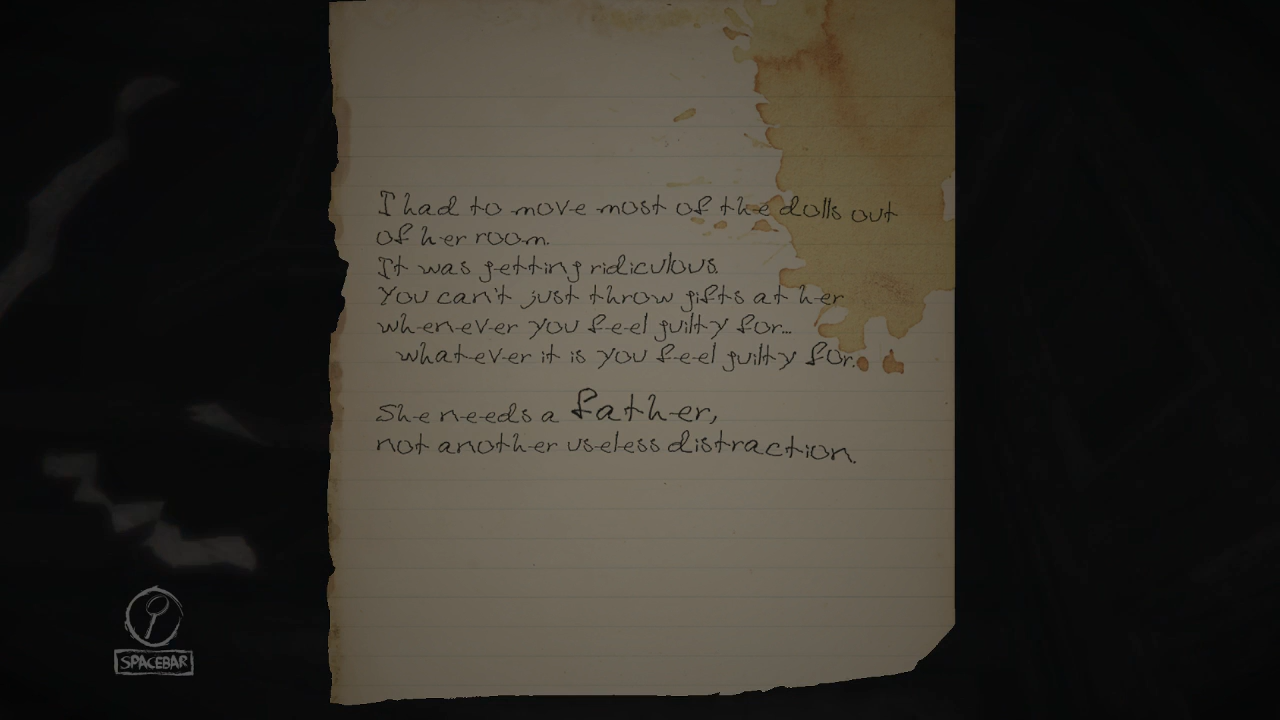 I had to move most of the dolls out
of her room.
It was getting ridiculous.
You can't just throw gifts at her
whenever you feel guilty for...
whatever it is you feel guilty for.
She needs a father,
not another useless distraction.
SPACEBAR